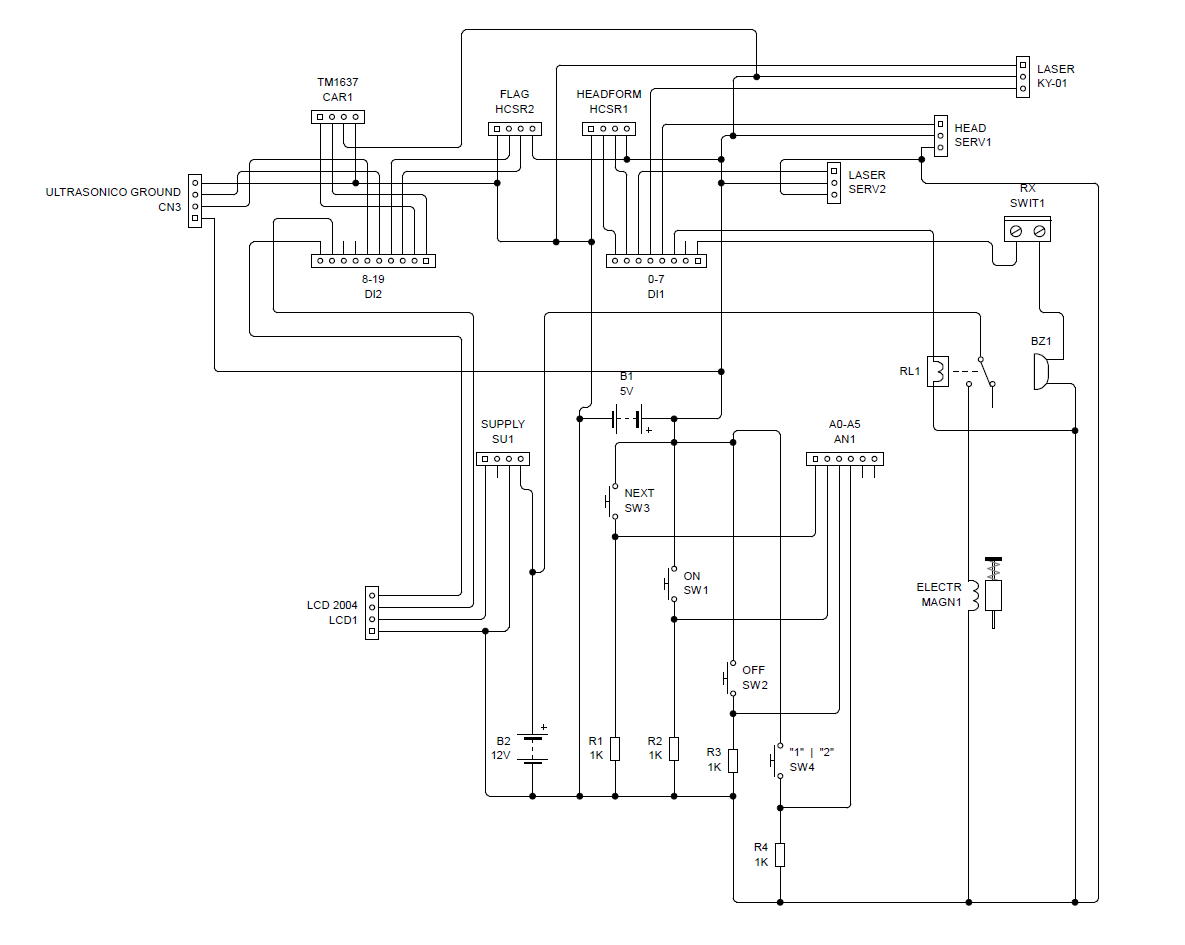 TM1637
CAR1
FLAG
HCSR2
HEADFORM
HCSR1
LASER
KY-01
HEAD
SERV1
LASER
SERV2
ULTRASONICO GROUND
CN3
RX
SWIT1
8-19
DI2
0-7
DI1
BZ1
RL1
B1
5V
+
SUPPLY
SU1
A0-A5
AN1
NEXT
SW3
ON
SW1
ELECTR
MAGN1
LCD 2004
LCD1
OFF
SW2
+
B2
12V
R1
1K
R2
1K
R3
1K
"1" | "2"
SW4
R4
1K